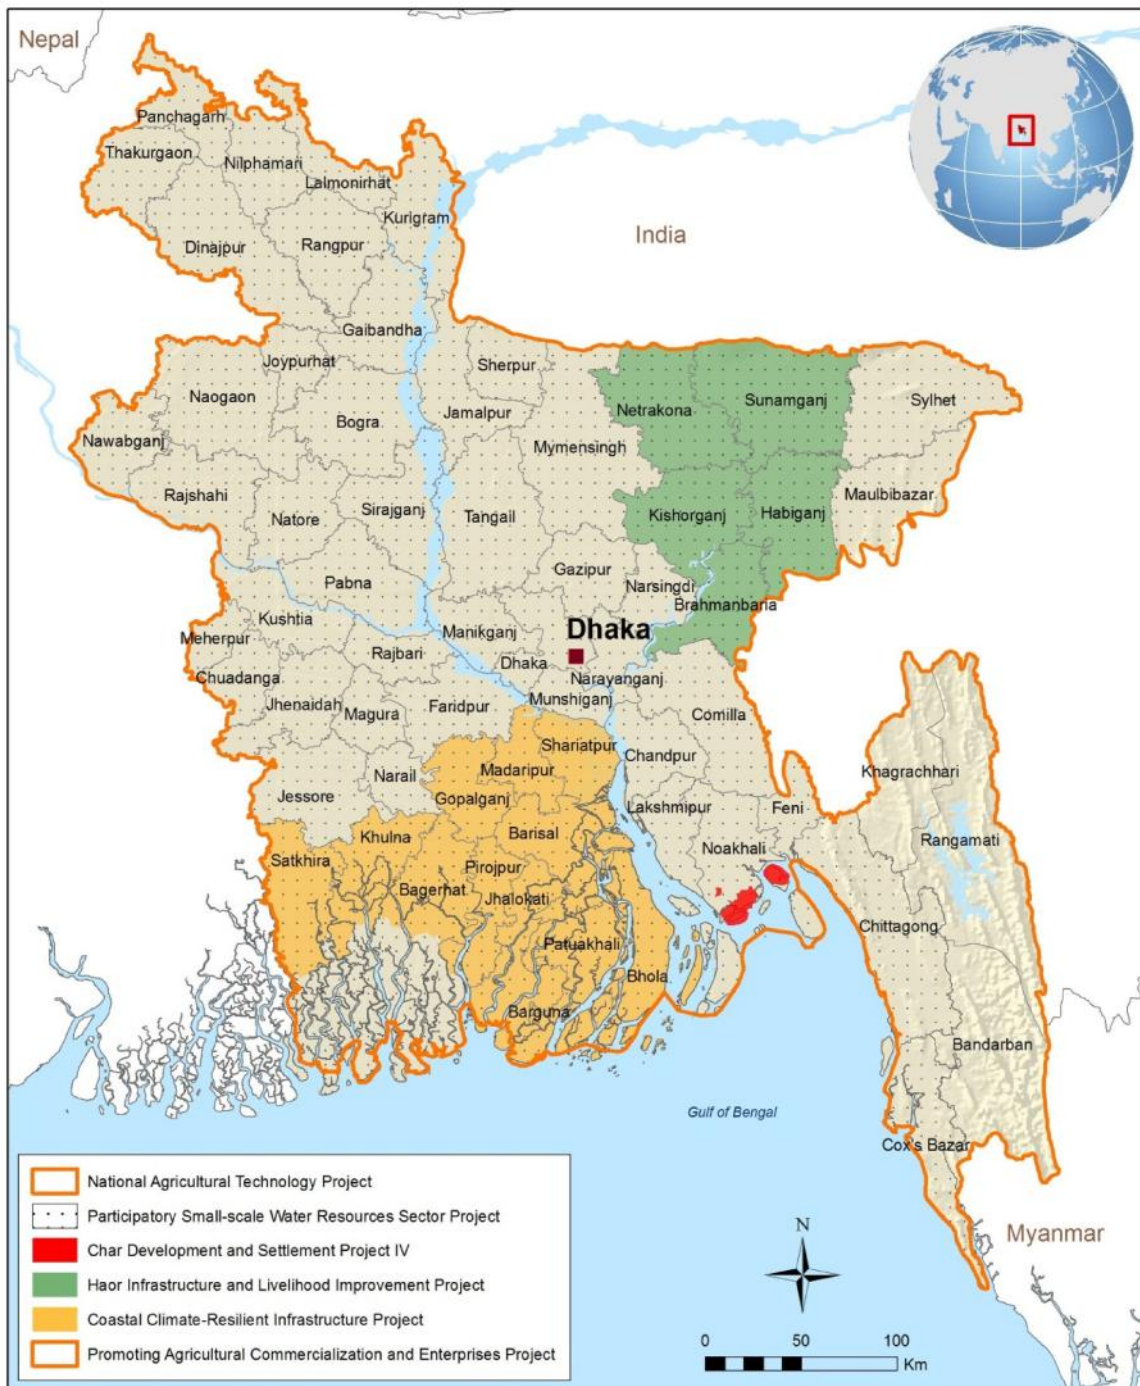 Nepal
Panchagarh
Thakurgaon
Nilphamari
Lalmonirhat
Kurigram
Dinajpur
Rangpur
India
Gaibandha
Joypurhat
Sherpur
Naogaon
Bogra
Jamalpur
Netrakona
Sunamganj
Sylhet
Nawabganj
Mymensingh
Rajshahi
Natore
Sirajganj
Tangail
Kishorganj
Habiganj
Maulbibazar
Pabna
Gazipur
Narsingdi
Brahmanbaria
Kushtia
Meherpur
Rajbari
Manikganj
Dhaka
Dhaka
Chuadanga
Narayanganj
Jhenaidah
Magura
Faridpur
Munshiganj
Comilla
Shariatpur
Chandpur
Madaripur
Narail
Khagrachhari
Jessore
Gopalganj
Lakshmipur
Feni
Khulna
Barisal
Noakhali
Rangamati
Satkhira
Pirojpur
Bagerhat
Jhalokati
Chittagong
Patuakhali
Bhola
Barguna
Bandarban
Gulf of Bengal
Cox's Bazar
Myanmar
National Agricultural Technology Project
Participatory Small-scale Water Resources Sector Project
Char Development and Settlement Project IV
Haor Infrastructure and Livelihood Improvement Project
Coastal Climate-Resilient Infrastructure Project
Promoting Agricultural Commercialization and Enterprises Project
N
0 50 100
Km